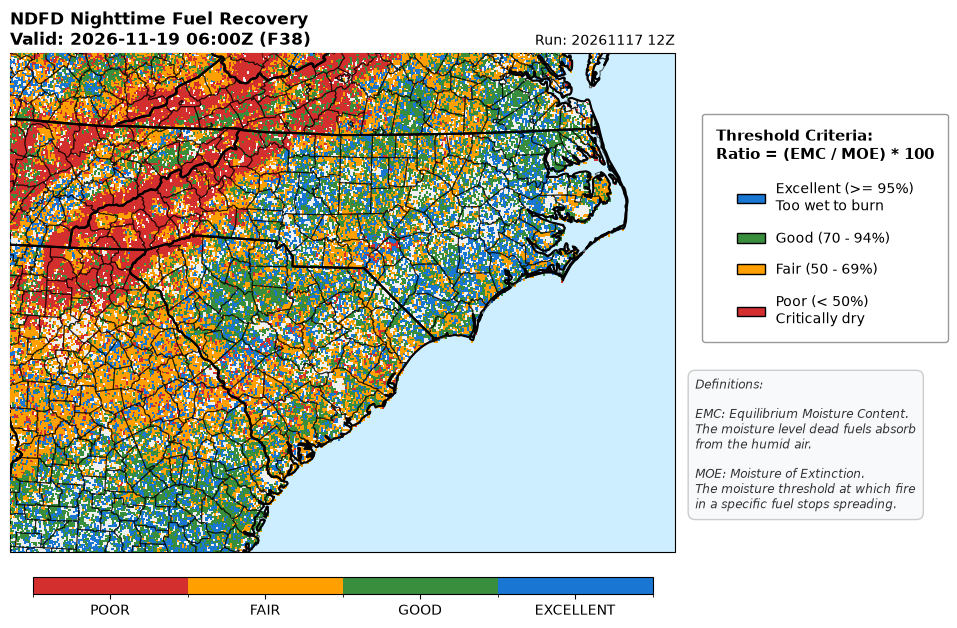 NDFD Nighttime Fuel Recovery
Valid: 2026-11-19 06:00Z (F38)
Run: 20261117 12Z
Threshold Criteria:
Ratio = (EMC / MOE) * 100
Excellent (>= 95%)
Too wet to burn
Good (70 - 94%)
Fair (50 - 69%)
Poor (< 50%)
Critically dry
Definitions:
EMC: Equilibrium Moisture Content.
The moisture level dead fuels absorb
from the humid air.
MOE: Moisture of Extinction.
The moisture threshold at which fire
in a specific fuel stops spreading.
POOR
FAIR
GOOD
EXCELLENT